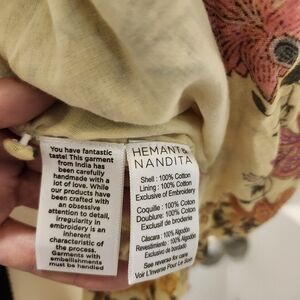 You have fantastic
taste! This garment
from India has
been carefully
handmade with a
lot of love. While
our products have
been crafted with
an obsessive
attention to detail,
irregularity in
embroidery is an
inherent
characteristic of
the process.
Garments with
embellishments
must be handled
HEMANT &
NANDITA
Shell : 100% Cotton
Lining : 100% Cotton
Exclusive of Embroidery
Coquille : 100% Cotton
Doublure: 100% Cotton
Exclusif de broderie
Cáscara : 100% Algodón
Revestimiento : 100% Algodón
Exclusivo de bordado
See reverse for care
Voir L'inverse Pour Le Soin